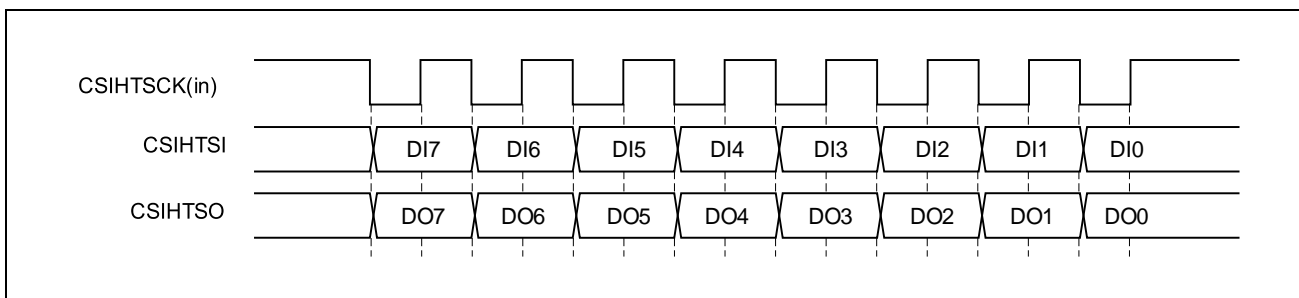 CSIHTSCK(in)
CSIHTSI DI7 DI6 DI5 DI4 DI3 DI2 DI1 DI0
CSIHTSO DO7 DO6 DO5 DO4 DO3 DO2 DO1 DO0